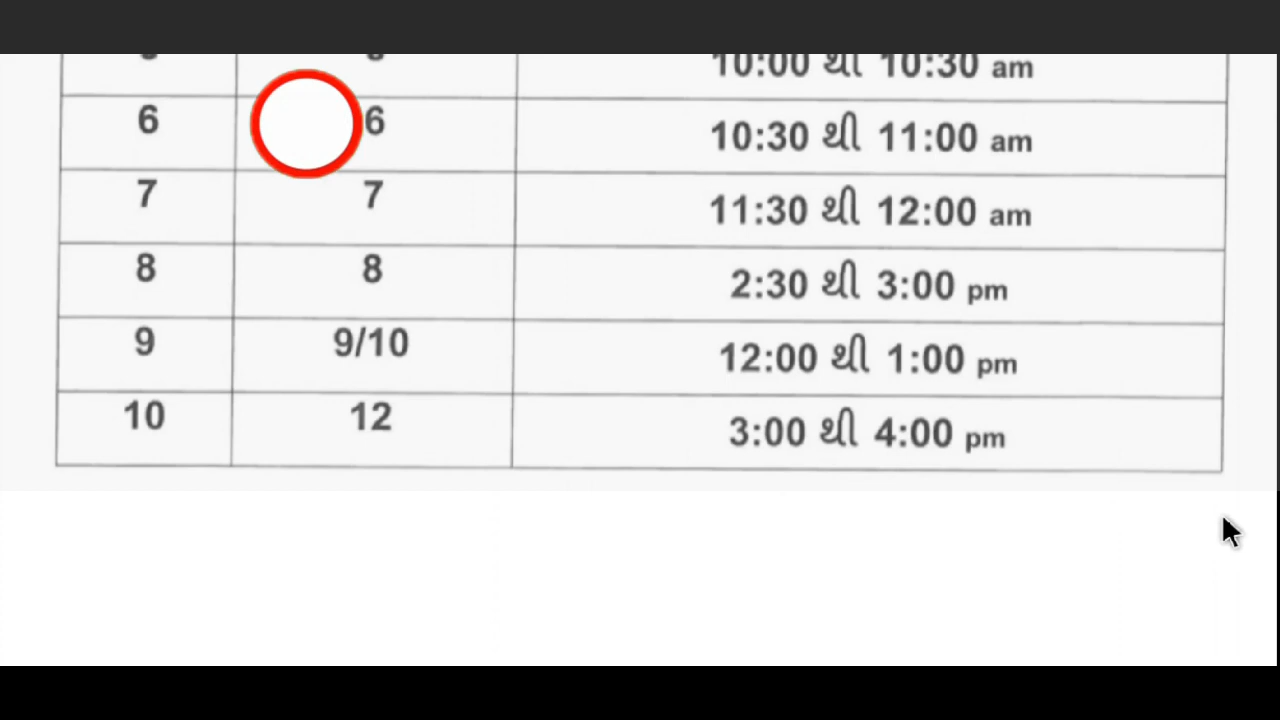 10:00 થી 10:30 am
6 6 10:30 થી 11:00 am
7 7 11:30 થી 12:00 am
8 8 2:30 થી 3:00 pm
9 9/10 12:00 થી 1:00 pm
10 12 3:00 થી 4:00 pm